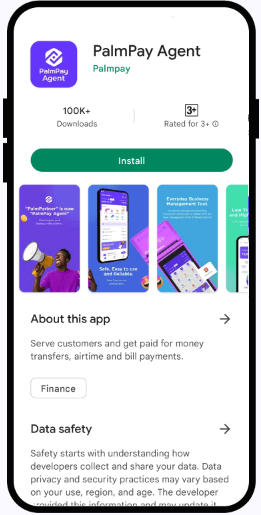 PalmPay
Agent
PalmPay Agent
Palmpay
100K+
Downloads
3+
Rated for 3+
"PalmPartner" is now
"PalmPay Agent"
Safe, Easy to use
and Reliable.
Everyday Business
Management Tool.
About this app
Serve customers and get paid for money
transfers, airtime and bill payments.
Finance
Data safety
Safety starts with understanding how
developers collect and share your data. Data
privacy and security practices may vary based
on your use, region, and age. The developer
provided this information and may update it
Install